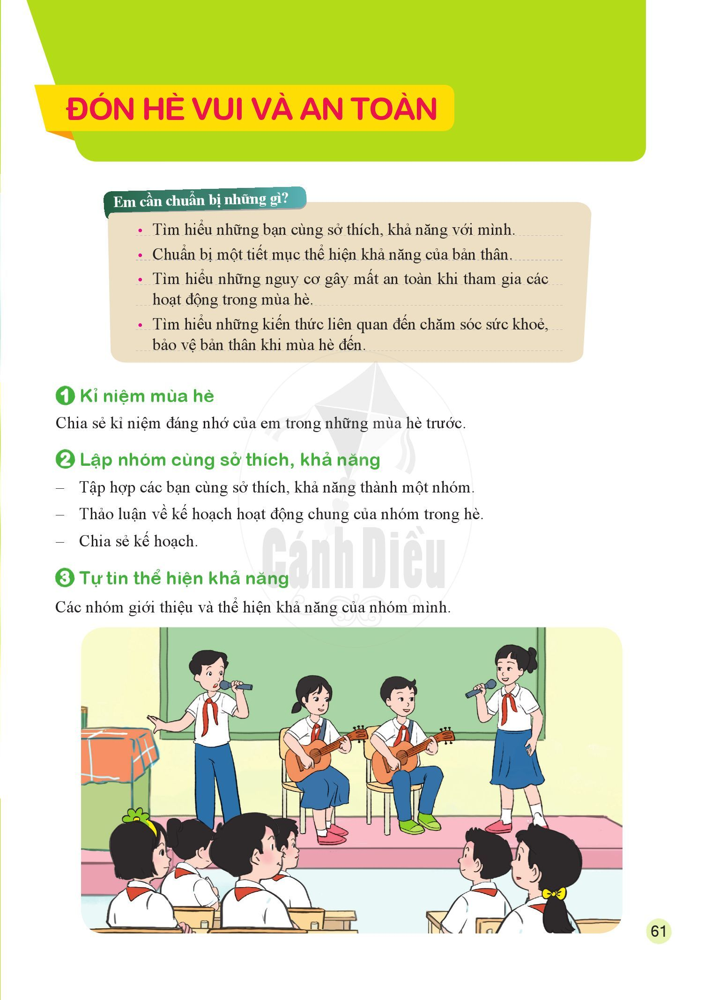 ĐÓN HÈ VUI VÀ AN TOÀN
Em cần chuẩn bị những gì?
• Tìm hiểu những bạn cùng sở thích, khả năng với mình.
• Chuẩn bị một tiết mục thể hiện khả năng của bản thân.
• Tìm hiểu những nguy cơ gây mất an toàn khi tham gia các
hoạt động trong mùa hè.
• Tìm hiểu những kiến thức liên quan đến chăm sóc sức khoẻ,
bảo vệ bản thân khi mùa hè đến.
1 Kỉ niệm mùa hè
Chia sẻ kỉ niệm đáng nhớ của em trong những mùa hè trước.
2 Lập nhóm cùng sở thích, khả năng
– Tập hợp các bạn cùng sở thích, khả năng thành một nhóm.
– Thảo luận về kế hoạch hoạt động chung của nhóm trong hè.
– Chia sẻ kế hoạch.
Cánh Diều
3 Tự tin thể hiện khả năng
Các nhóm giới thiệu và thể hiện khả năng của nhóm mình.
61